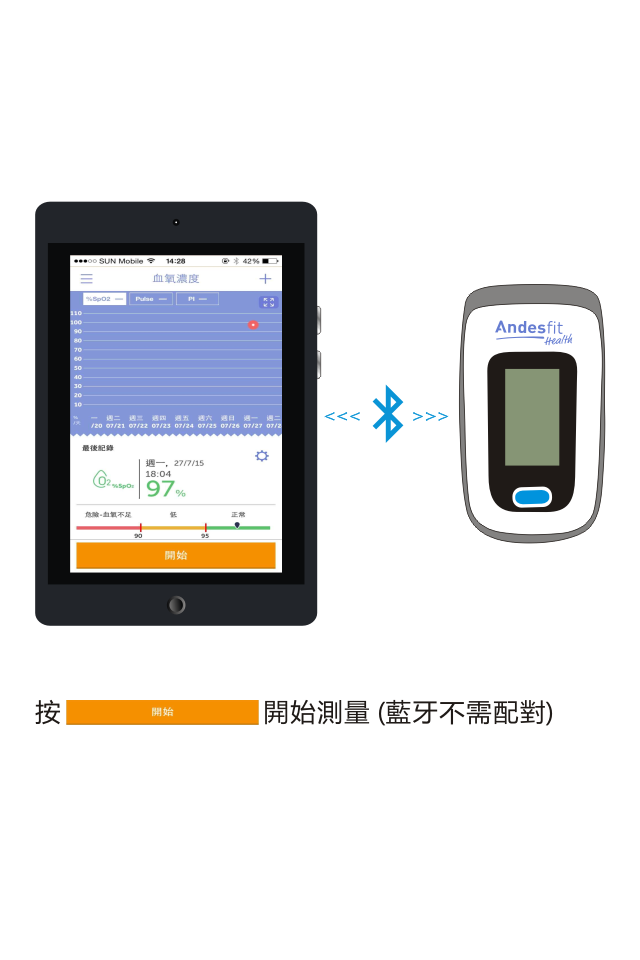 ●●●○○ SUN Mobile 14:28 42%
血氧濃度
%SpO2 Pulse PI
110
100
90
80
70
60
50
40
30
20
10
一 週二 週三 週四 週五 週六 週日 週一 週二
/20 07/21 07/22 07/23 07/24 07/25 07/26 07/27 07/2
最後記錄
週一, 27/7/15
18:04
O2 %SpO₂ 97%
危險-血氧不足 低 正常
90 95
開始
<<< >>>
Andesfit
Health
按 開始 開始測量 (藍牙不需配對)